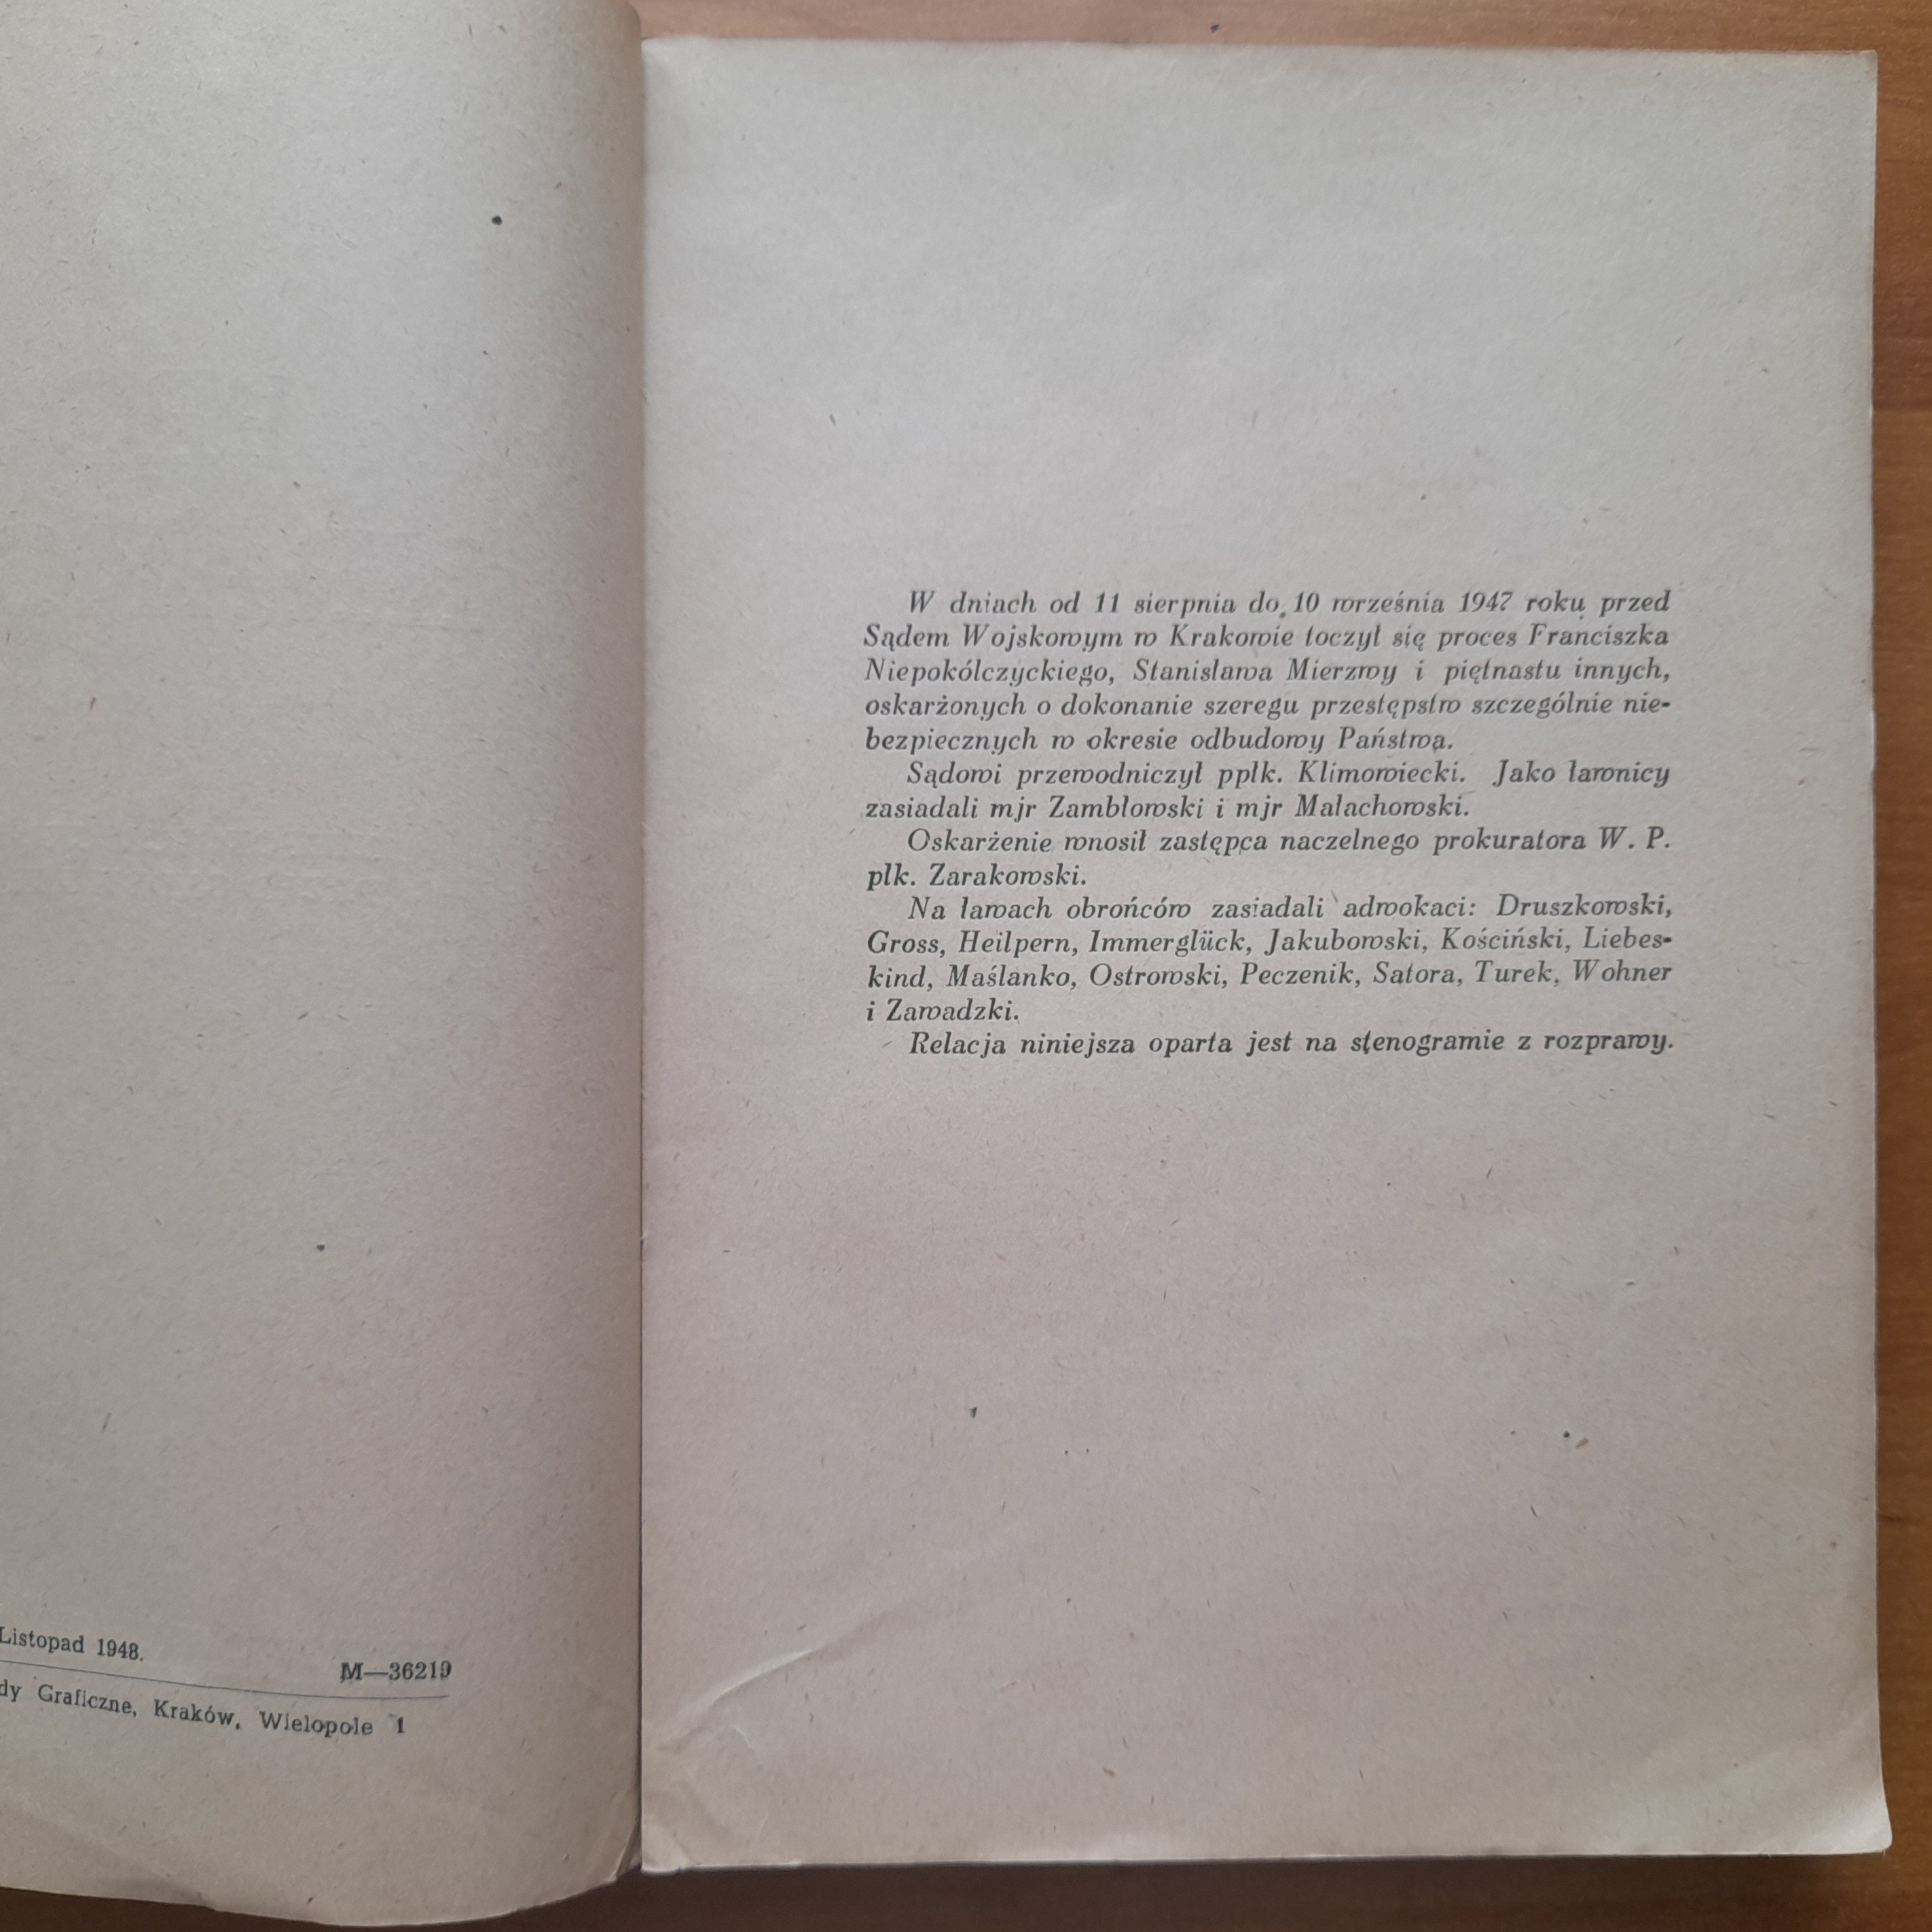 Listopad 1948.
M—36219
Graficzne, Kraków, Wielopole 1
W dniach od 11 sierpnia do 10 września 1947 roku przed
Sądem Wojskowym w Krakowie toczył się proces Franciszka
Niepokólczyckiego, Stanisława Mierzwy i piętnastu innych,
oskarżonych o dokonanie szeregu przestępstw szczególnie nie-
bezpiecznych w okresie odbudowy Państwa.
Sądowi przewodniczył ppłk. Klimowiecki. Jako ławnicy
zasiadali mjr Zambłowski i mjr Małachowski.
Oskarżenie wnosił zastępca naczelnego prokuratora W. P.
płk. Zarakowski.
Na ławach obrońców zasiadali adwokaci: Druszkowski,
Gross, Heilpern, Immerglück, Jakubowski, Kościński, Liebes-
kind, Maślanko, Ostrowski, Peczenik, Satora, Turek, Wohner
i Zawadzki.
Relacja niniejsza oparta jest na stenogramie z rozprawy.